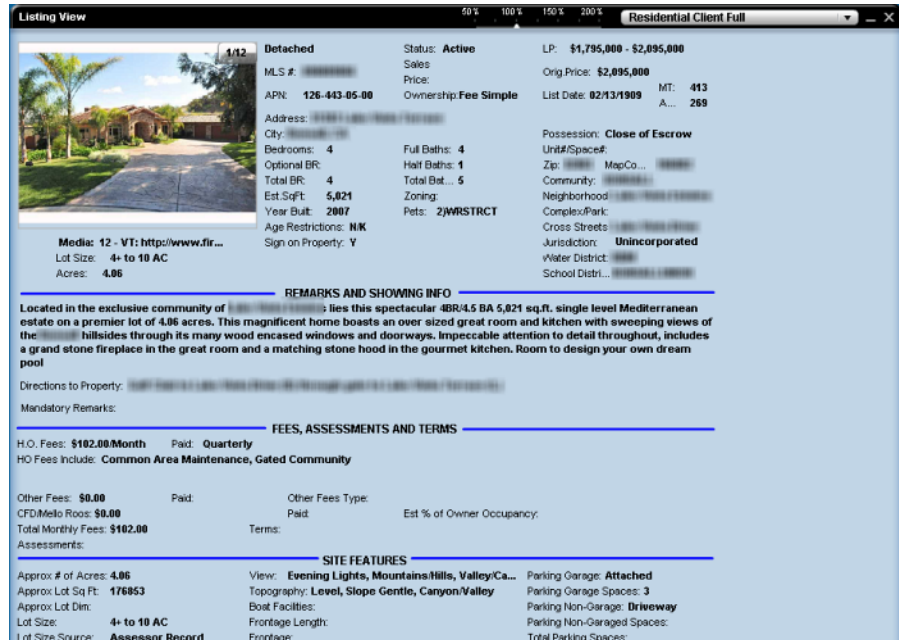 Listing View
50% 100% 150% 200%
Residential Client Full
1/12
Detached
Status: Active
LP: $1,795,000 - $2,095,000
MLS #:
Sales Price:
Orig.Price: $2,095,000
APN: 126-443-05-00
Ownership:Fee Simple
List Date: 02/13/1909
MT: 413
A... 269
Address:
City:
Possession: Close of Escrow
Bedrooms: 4
Full Baths: 4
Unit#/Space#:
Optional BR:
Half Baths: 1
Zip: MapCo...
Total BR: 4
Total Bat... 5
Community:
Est.SqFt: 5,021
Zoning:
Neighborhood
Year Built: 2007
Pets: 2)WRSTRCT
Complex/Park:
Age Restrictions: N/K
Cross Streets
Media: 12 - VT: http://www.fir...
Sign on Property: Y
Jurisdiction: Unincorporated
Lot Size: 4+ to 10 AC
Water District:
Acres: 4.06
School Distri...
REMARKS AND SHOWING INFO
Located in the exclusive community of lies this spectacular 4BR/4.5 BA 5,021 sq.ft. single level Mediterranean
estate on a premier lot of 4.06 acres. This magnificent home boasts an over sized great room and kitchen with sweeping views of
the hillsides through its many wood encased windows and doorways. Impeccable attention to detail throughout, includes
a grand stone fireplace in the great room and a matching stone hood in the gourmet kitchen. Room to design your own dream
pool
Directions to Property:
Mandatory Remarks:
FEES, ASSESSMENTS AND TERMS
H.O. Fees: $102.00/Month Paid: Quarterly
HO Fees Include: Common Area Maintenance, Gated Community
Other Fees: $0.00 Paid: Other Fees Type:
CFD/Mello Roos: $0.00 Paid: Est % of Owner Occupancy:
Total Monthly Fees: $102.00 Terms:
Assessments:
SITE FEATURES
Approx # of Acres: 4.06 View: Evening Lights, Mountains/Hills, Valley/Ca... Parking Garage: Attached
Approx Lot Sq Ft: 176853 Topography: Level, Slope Gentle, Canyon/Valley Parking Garage Spaces: 3
Approx Lot Dim: Boat Facilities: Parking Non-Garage: Driveway
Lot Size: 4+ to 10 AC Frontage Length: Parking Non-Garaged Spaces:
Lot Size Source: Assessor Record Frontage: Total Parking Spaces: